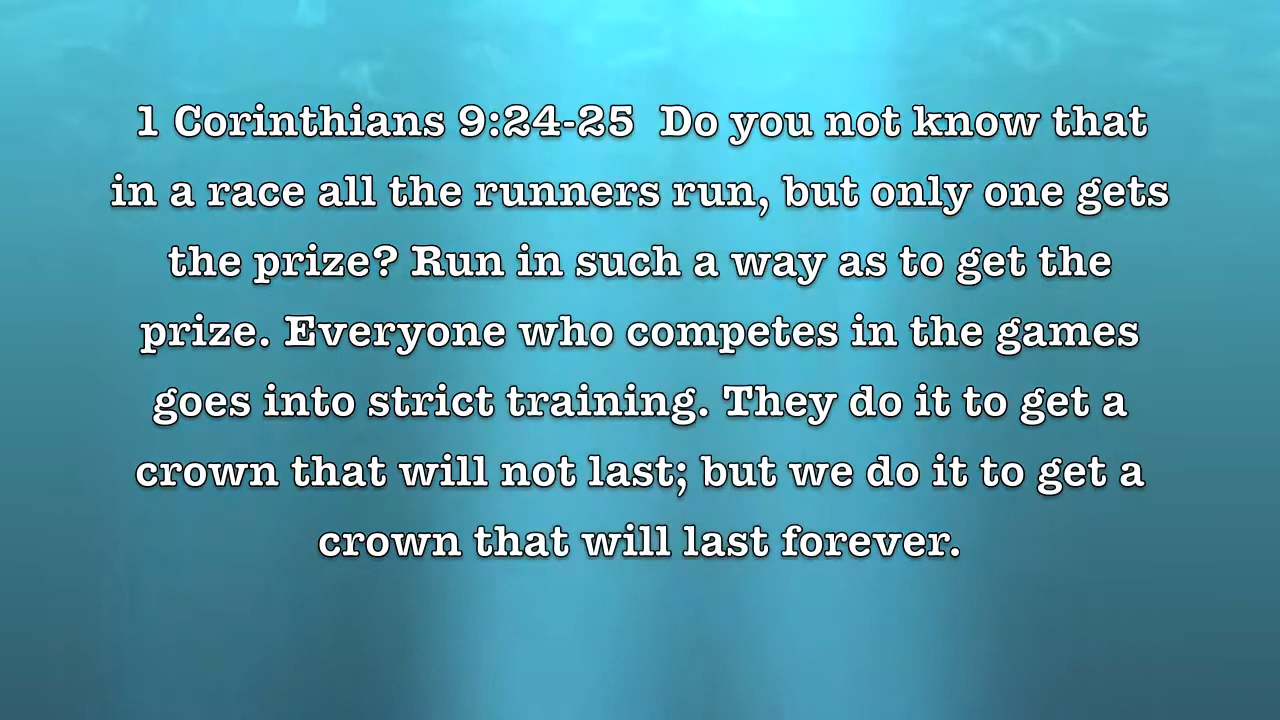 1 Corinthians 9:24-25  Do you not know that
in a race all the runners run, but only one gets
the prize? Run in such a way as to get the
prize. Everyone who competes in the games
goes into strict training. They do it to get a
crown that will not last; but we do it to get a
crown that will last forever.